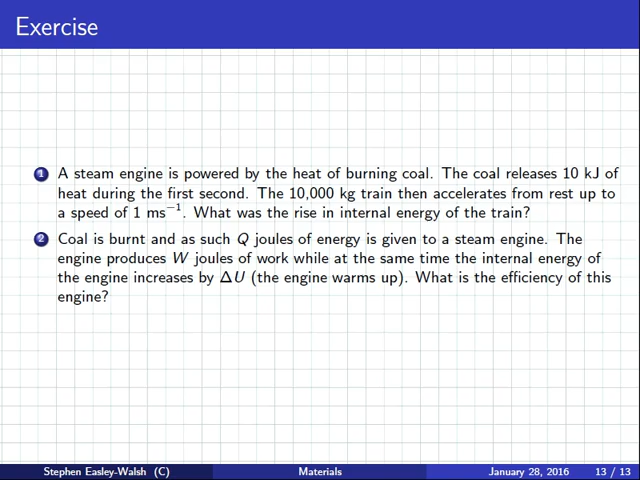 Exercise
1 A steam engine is powered by the heat of burning coal. The coal releases 10 kJ of
heat during the first second. The 10,000 kg train then accelerates from rest up to
a speed of 1 ms⁻¹. What was the rise in internal energy of the train?
2 Coal is burnt and as such Q joules of energy is given to a steam engine. The
engine produces W joules of work while at the same time the internal energy of
the engine increases by ΔU (the engine warms up). What is the efficiency of this
engine?
Stephen Easley-Walsh (C) Materials January 28, 2016 13 / 13